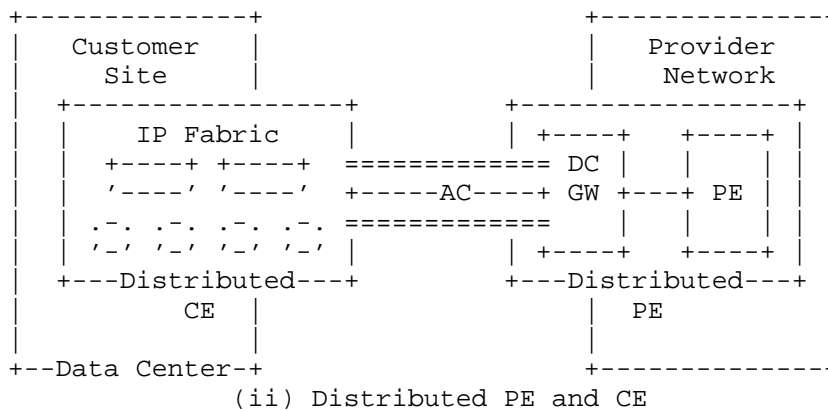 +--------------+                            +---------------
|   Customer   |                            |   Provider
|     Site     |                            |    Network
|  +-----------------+         +-----------------+
|  |    IP Fabric    |         | +----+   +----+ |
|  |  +----+ +----+  ============= DC |   |    | |
|  |  '----' '----'  +-----AC----+ GW +---+ PE | |
|  | .-. .-. .-. .-. =============    |   |    | |
|  | '_' '_' '_' '_' |         | +----+   +----+ |
|  +---Distributed---+         +---Distributed---+
|          CE  |                    |  PE
|              |                    |
+--Data Center-+                    +---------------
(ii) Distributed PE and CE